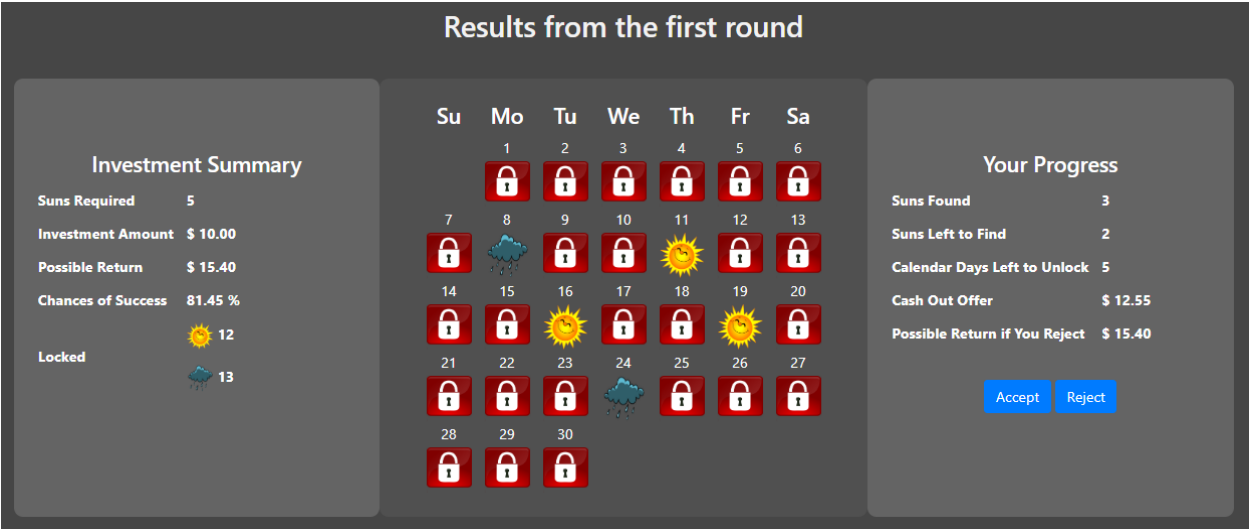 Results from the first round
Investment Summary
Suns Required 5
Investment Amount $ 10.00
Possible Return $ 15.40
Chances of Success 81.45 %
12
Locked
13
Su Mo Tu We Th Fr Sa
1 2 3 4 5 6
7 8 9 10 11 12 13
14 15 16 17 18 19 20
21 22 23 24 25 26 27
28 29 30
Your Progress
Suns Found 3
Suns Left to Find 2
Calendar Days Left to Unlock 5
Cash Out Offer $ 12.55
Possible Return if You Reject $ 15.40
Accept Reject